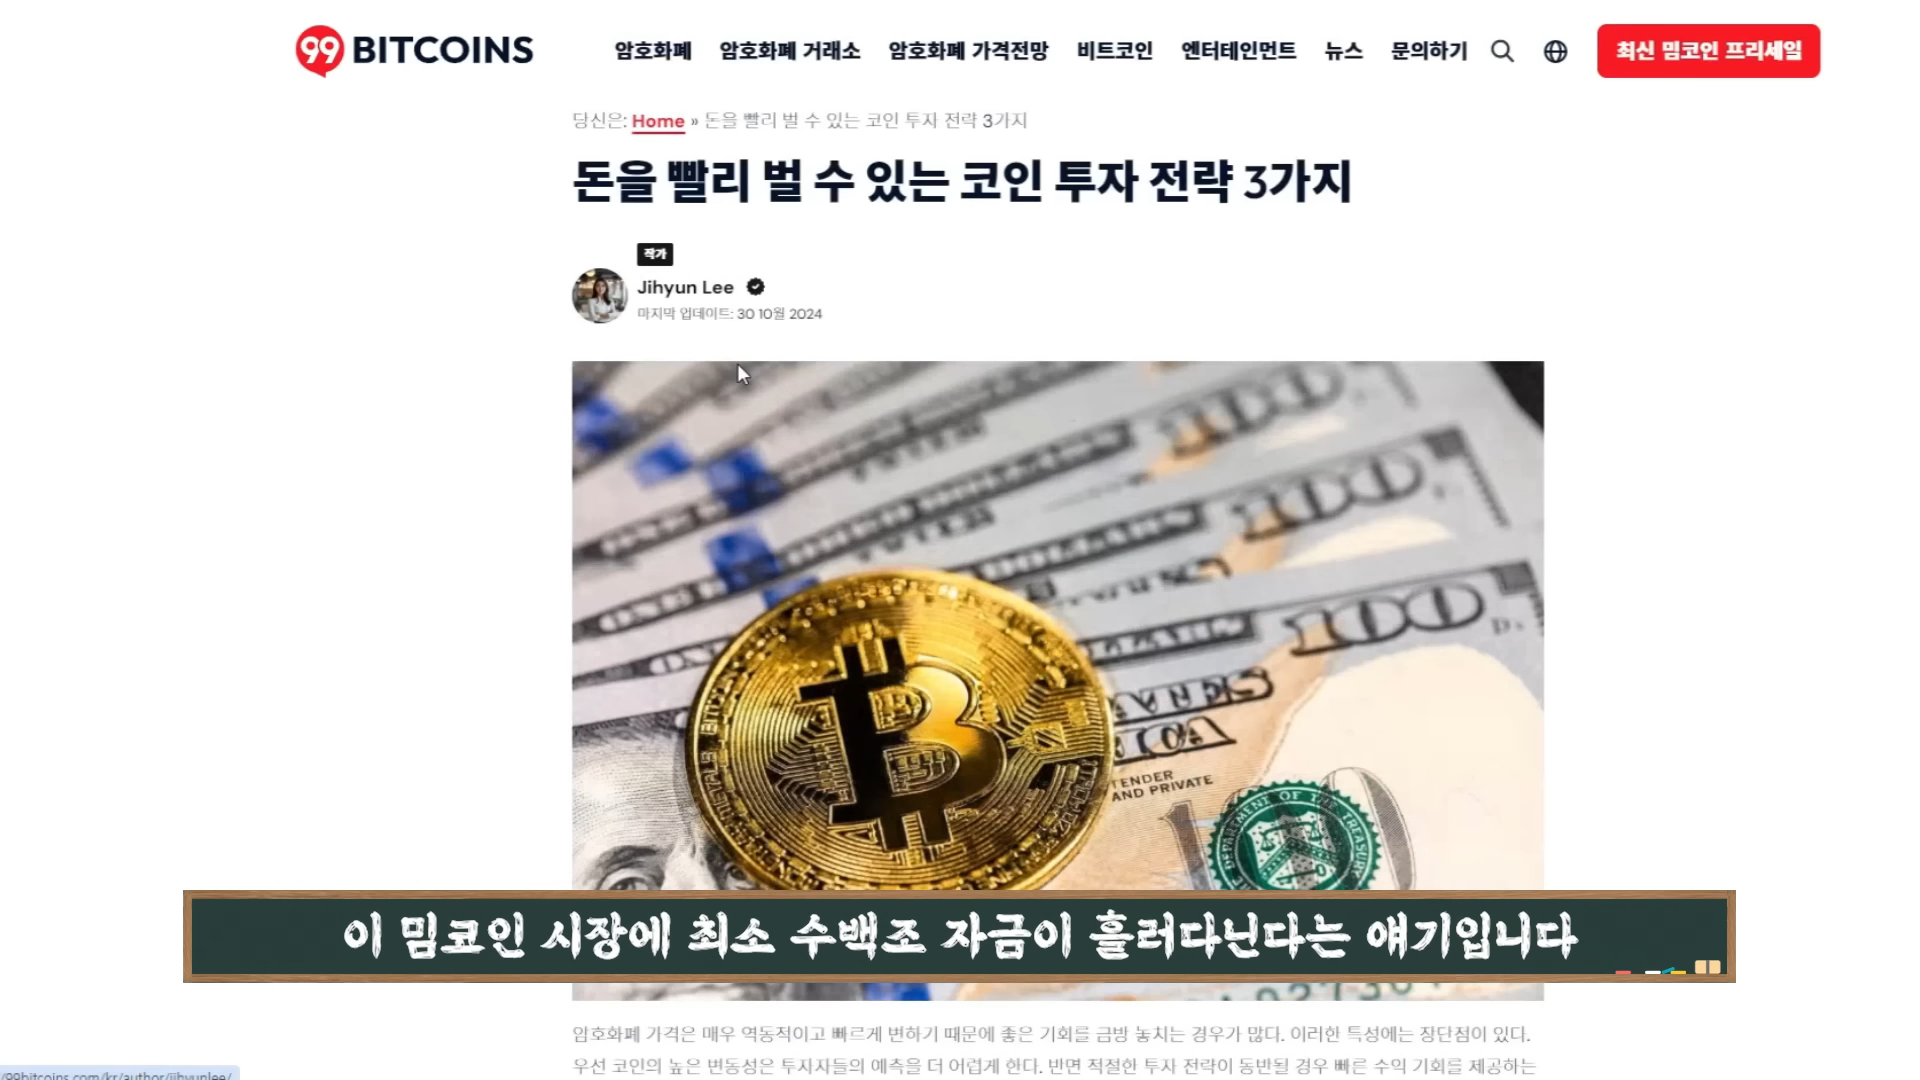 99 BITCOINS
암호화폐 암호화폐 거래소 암호화폐 가격전망 비트코인 엔터테인먼트 뉴스 문의하기 최신 밈코인 프리세일
당신은: Home » 돈을 빨리 벌 수 있는 코인 투자 전략 3가지
돈을 빨리 벌 수 있는 코인 투자 전략 3가지
작가
Jihyun Lee
마지막 업데이트: 30 10월 2024
100
100
100
TENDER
AND PRIVATE
이 밈코인 시장에 최소 수백조 자금이 흘러다닌다는 얘기입니다
암호화폐 가격은 매우 역동적이고 빠르게 변하기 때문에 좋은 기회를 금방 놓치는 경우가 많다. 이러한 특성에는 장단점이 있다.
우선 코인의 높은 변동성은 투자자들의 예측을 더 어렵게 한다. 반면 적절한 투자 전략이 동반될 경우 빠른 수익 기회를 제공하는
/99bitcoins.com/kr/author/jihyunlee/